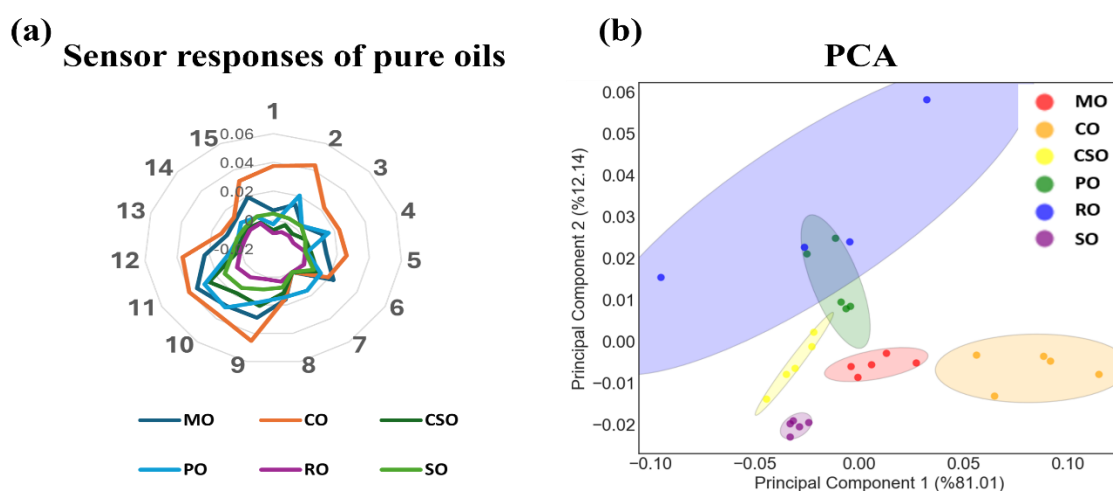 (a)
Sensor responses of pure oils
1
2
3
4
5
6
7
8
9
10
11
12
13
14
15
0.06
0.04
0.02
0
-0.02
MO
CO
CSO
PO
RO
SO
(b)
PCA
0.06
0.05
0.04
0.03
0.02
0.01
0.00
−0.01
−0.02
Principal Component 2 (%12.14)
−0.10
−0.05
0.00
0.05
0.10
Principal Component 1 (%81.01)
MO
CO
CSO
PO
RO
SO